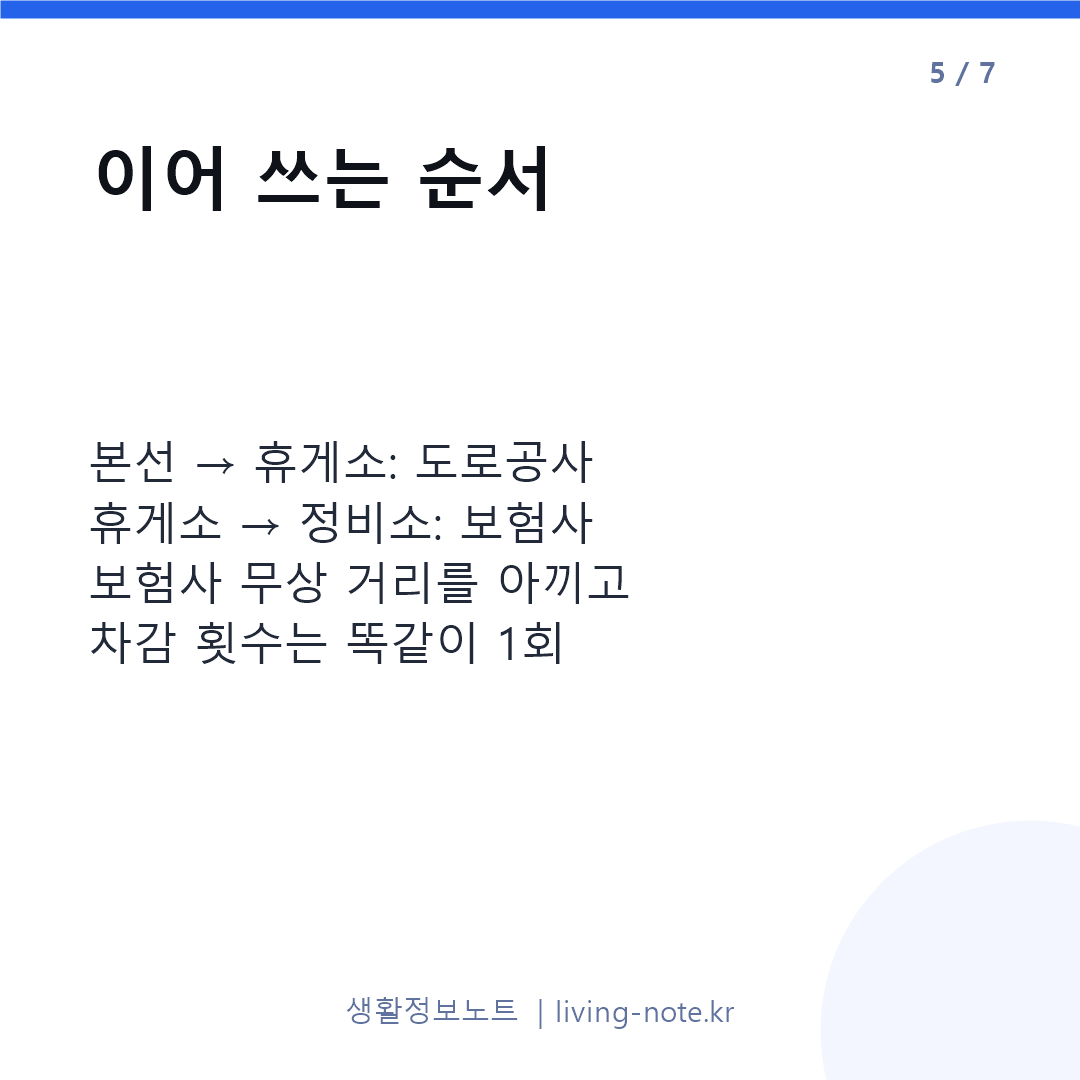 5 / 7
이어 쓰는 순서
본선 → 휴게소: 도로공사
휴게소 → 정비소: 보험사
보험사 무상 거리를 아끼고
차감 횟수는 똑같이 1회
생활정보노트 | living-note.kr